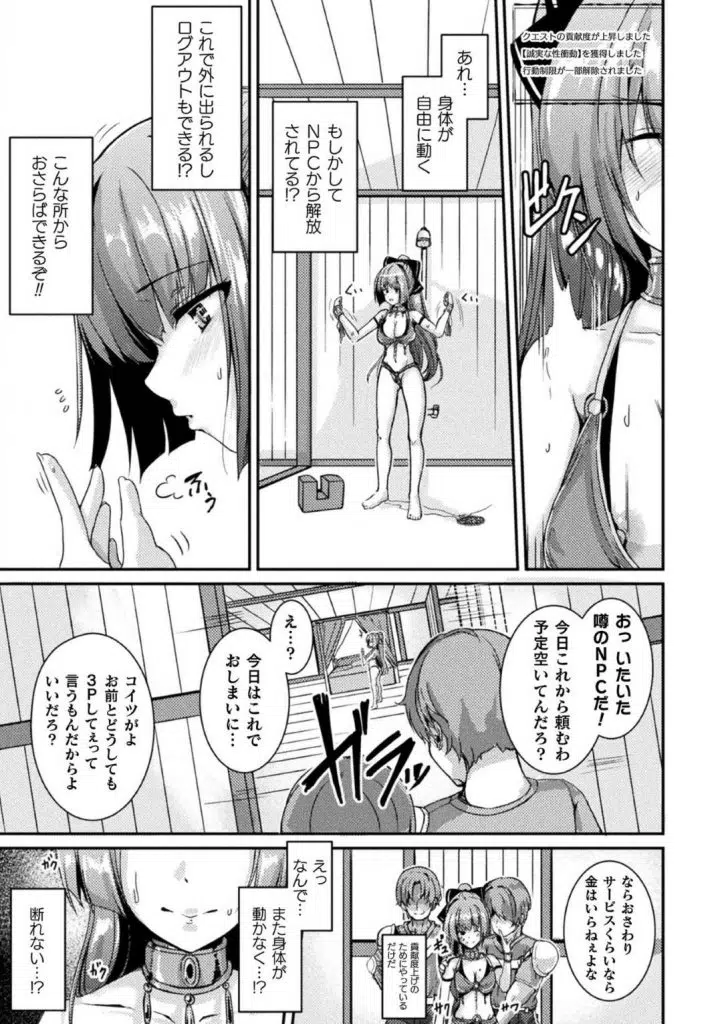 クエストの貢献度が上昇しました
【誠実な性衝動】を獲得しました
行動制限が一部解除されました
ビクン
あれ…
身体が
自由に動く
もしかして
NPCから解放
されてる!?
ぐい
ぐい
これで外に出られるし
ログアウトもできる!?
こんな所から
おさらばできるぞ!!
ふぅ
おっ いたいた
噂のNPCだ!
今日これから頼むわ
予定空いてんだろ?
え…?
今日はこれで
おしまいに…
ガラッ
コイツがよ
お前とどうしても
3Pしてぇって
言うもんだからよ
いいだろ?
ならおさわり
サービスくらいなら
金はいらねぇよな
貢献度上げの
ためにやっている
だけだ
えっ
なんで…
また身体が
動かなく…!?
ガクッ
ガクッ
断れない…!?